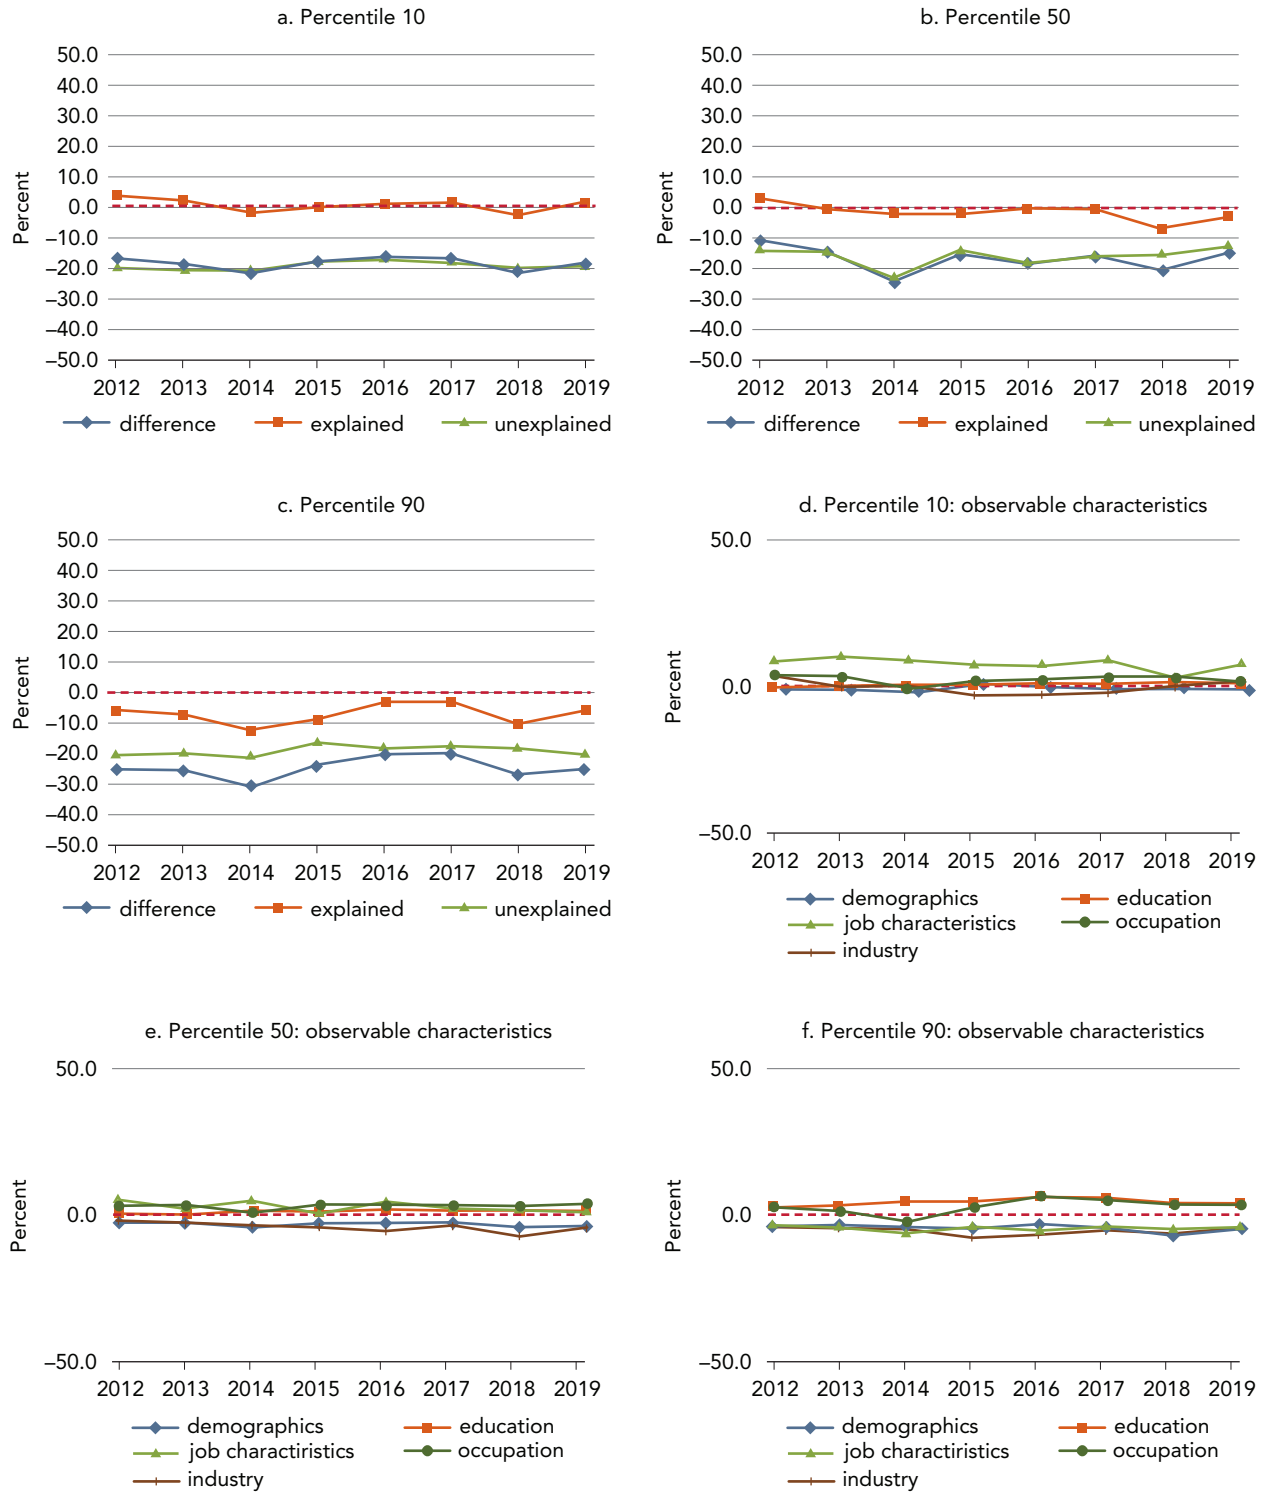 a. Percentile 10
50.0
40.0
30.0
20.0
10.0
0.0
–10.0
–20.0
–30.0
–40.0
–50.0
Percent
2012 2013 2014 2015 2016 2017 2018 2019
difference explained unexplained
b. Percentile 50
50.0
40.0
30.0
20.0
10.0
0.0
–10.0
–20.0
–30.0
–40.0
–50.0
Percent
2012 2013 2014 2015 2016 2017 2018 2019
difference explained unexplained
c. Percentile 90
50.0
40.0
30.0
20.0
10.0
0.0
–10.0
–20.0
–30.0
–40.0
–50.0
Percent
2012 2013 2014 2015 2016 2017 2018 2019
difference explained unexplained
d. Percentile 10: observable characteristics
50.0
0.0
–50.0
Percent
2012 2013 2014 2015 2016 2017 2018 2019
demographics education
job characteristics occupation
industry
e. Percentile 50: observable characteristics
50.0
0.0
–50.0
Percent
2012 2013 2014 2015 2016 2017 2018 2019
demographics education
job charactiristics occupation
industry
f. Percentile 90: observable characteristics
50.0
0.0
–50.0
Percent
2012 2013 2014 2015 2016 2017 2018 2019
demographics education
job charactiristics occupation
industry